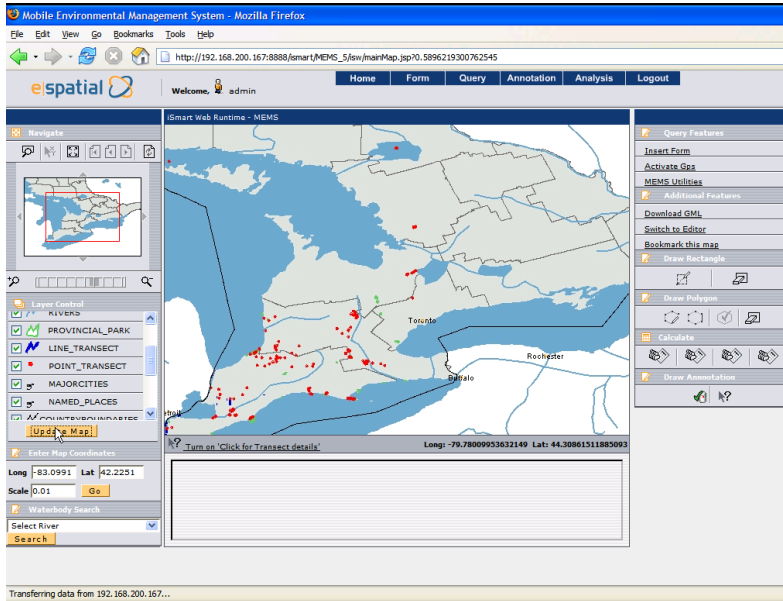 Mobile Environmental Management System - Mozilla Firefox
File Edit View Go Bookmarks Tools Help
http://192.168.200.167:8888/ismart/MEMS_5/isw/mainMap.jsp?0.5896219300762545
e spatial
Welcome, admin
Home Form Query Annotation Analysis Logout
Navigate
Layer Control
RIVERS
PROVINCIAL_PARK
LINE_TRANSECT
POINT_TRANSECT
MAJORCITIES
NAMED_PLACES
COUNTRYBOUNDARIES
Update Map
Enter Map Coordinates
Long -83.0991 Lat 42.2251
Scale 0.01 Go
Waterbody Search
Select River
Search
iSmart Web Runtime - MEMS
Toronto
Rochester
Buffalo
etroit
Turn on 'Click for Transect details'
Long: -79.78009953632149 Lat: 44.30861511885093
Query Features
Insert Form
Activate Gps
MEMS Utilities
Additional Features
Download GML
Switch to Editor
Bookmark this map
Draw Rectangle
Draw Polygon
Calculate
Draw Annotation
Transferring data from 192.168.200.167...